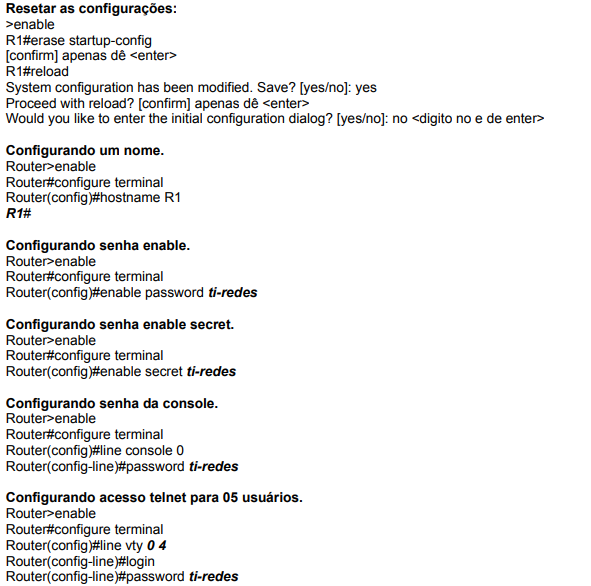 Resetar as configurações:
>enable
R1#erase startup-config
[confirm] apenas dê <enter>
R1#reload
System configuration has been modified. Save? [yes/no]: yes
Proceed with reload? [confirm] apenas dê <enter>
Would you like to enter the initial configuration dialog? [yes/no]: no <digito no e de enter>
Configurando um nome.
Router>enable
Router#configure terminal
Router(config)#hostname R1
R1#
Configurando senha enable.
Router>enable
Router#configure terminal
Router(config)#enable password ti-redes
Configurando senha enable secret.
Router>enable
Router#configure terminal
Router(config)#enable secret ti-redes
Configurando senha da console.
Router>enable
Router#configure terminal
Router(config)#line console 0
Router(config-line)#password ti-redes
Configurando acesso telnet para 05 usuários.
Router>enable
Router#configure terminal
Router(config)#line vty 0 4
Router(config-line)#login
Router(config-line)#password ti-redes